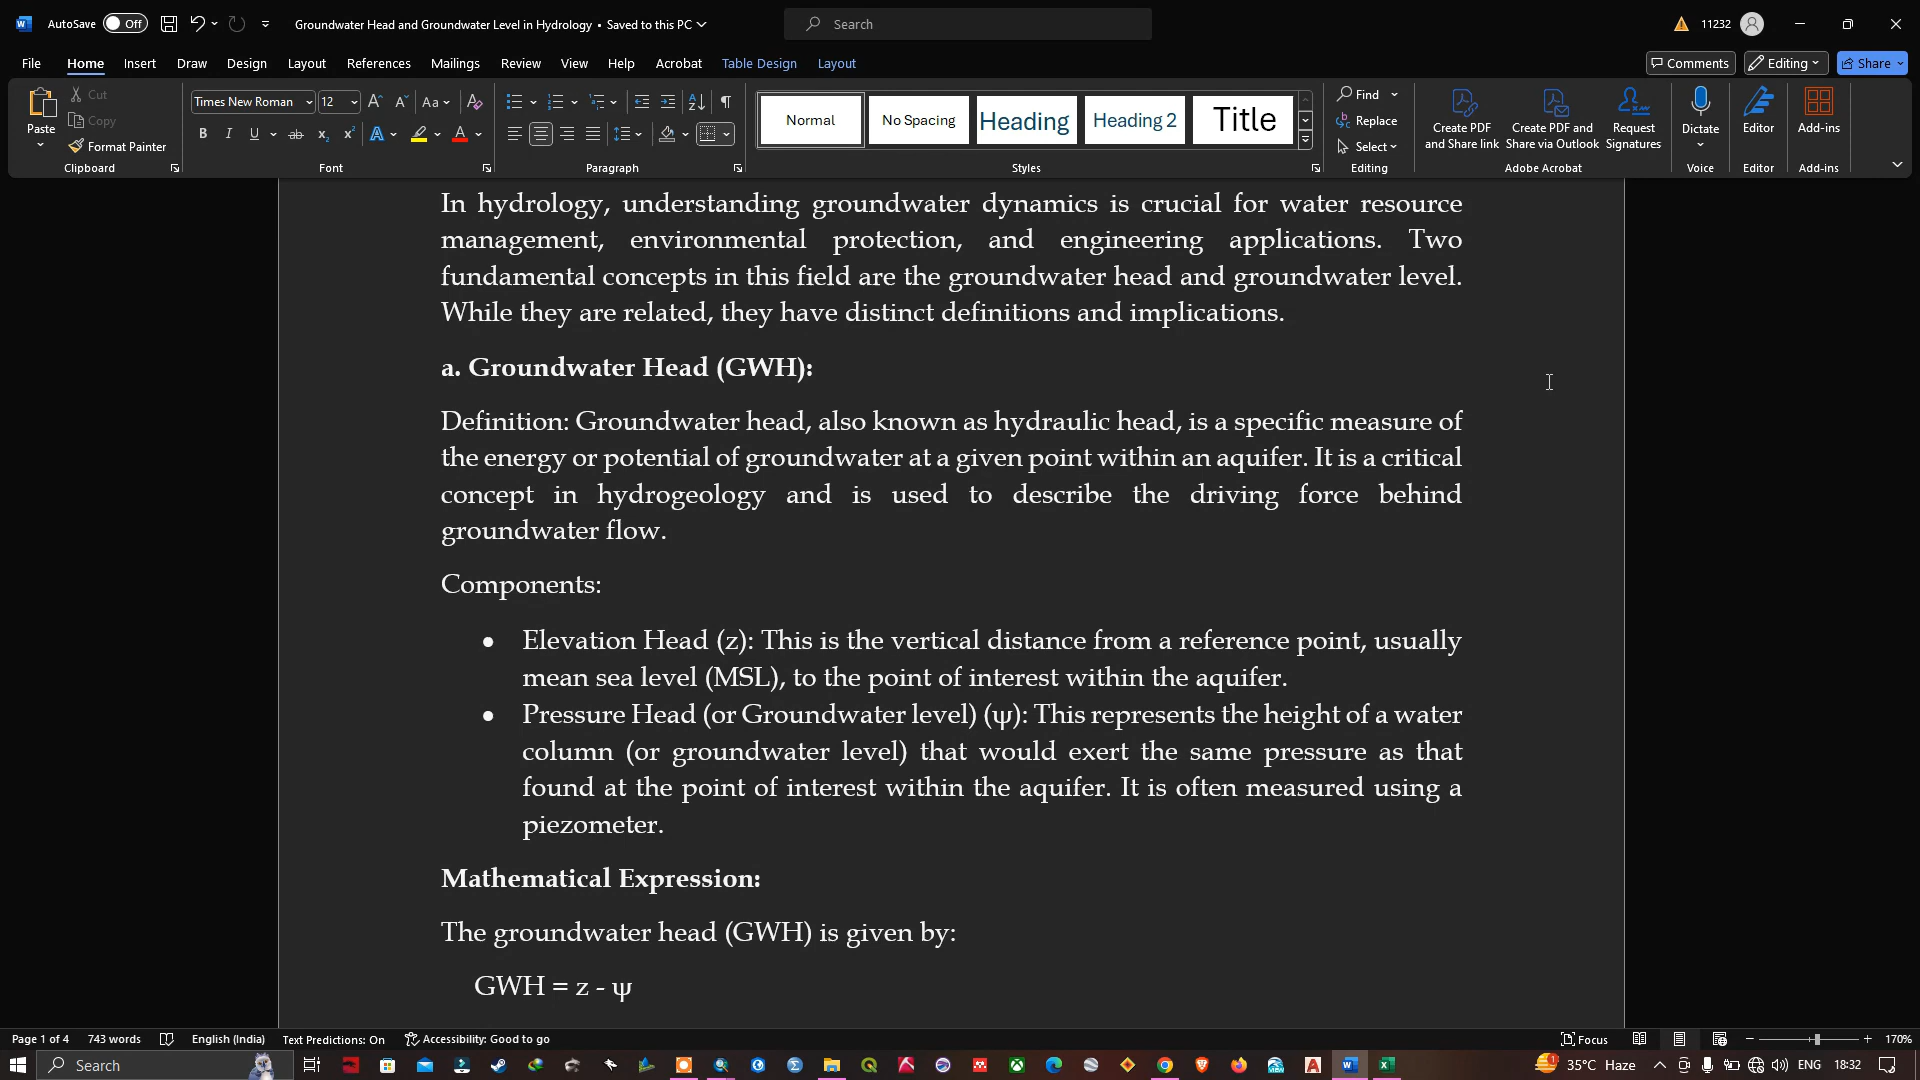 AutoSave Off Groundwater Head and Groundwater Level in Hydrology • Saved to this PC Search 11232
File Home Insert Draw Design Layout References Mailings Review View Help Acrobat Table Design Layout Comments Editing Share
Paste Cut Copy Format Painter Clipboard
Times New Roman 12 Aa B I U ab x₂ x² A A Font
Paragraph
Normal No Spacing Heading Heading 2 Title Styles
Find Replace Select Editing
Create PDF and Share link Create PDF and Share via Outlook Request Signatures Adobe Acrobat
Dictate Voice Editor Editor Add-ins Add-ins
In hydrology, understanding groundwater dynamics is crucial for water resource
management, environmental protection, and engineering applications. Two
fundamental concepts in this field are the groundwater head and groundwater level.
While they are related, they have distinct definitions and implications.
a. Groundwater Head (GWH):
Definition: Groundwater head, also known as hydraulic head, is a specific measure of
the energy or potential of groundwater at a given point within an aquifer. It is a critical
concept in hydrogeology and is used to describe the driving force behind
groundwater flow.
Components:
● Elevation Head (z): This is the vertical distance from a reference point, usually
mean sea level (MSL), to the point of interest within the aquifer.
● Pressure Head (or Groundwater level) (ψ): This represents the height of a water
column (or groundwater level) that would exert the same pressure as that
found at the point of interest within the aquifer. It is often measured using a
piezometer.
Mathematical Expression:
The groundwater head (GWH) is given by:
GWH = z - ψ
Page 1 of 4 743 words English (India) Text Predictions: On Accessibility: Good to go Focus 170%
Search 35°C Haze ENG 18:32